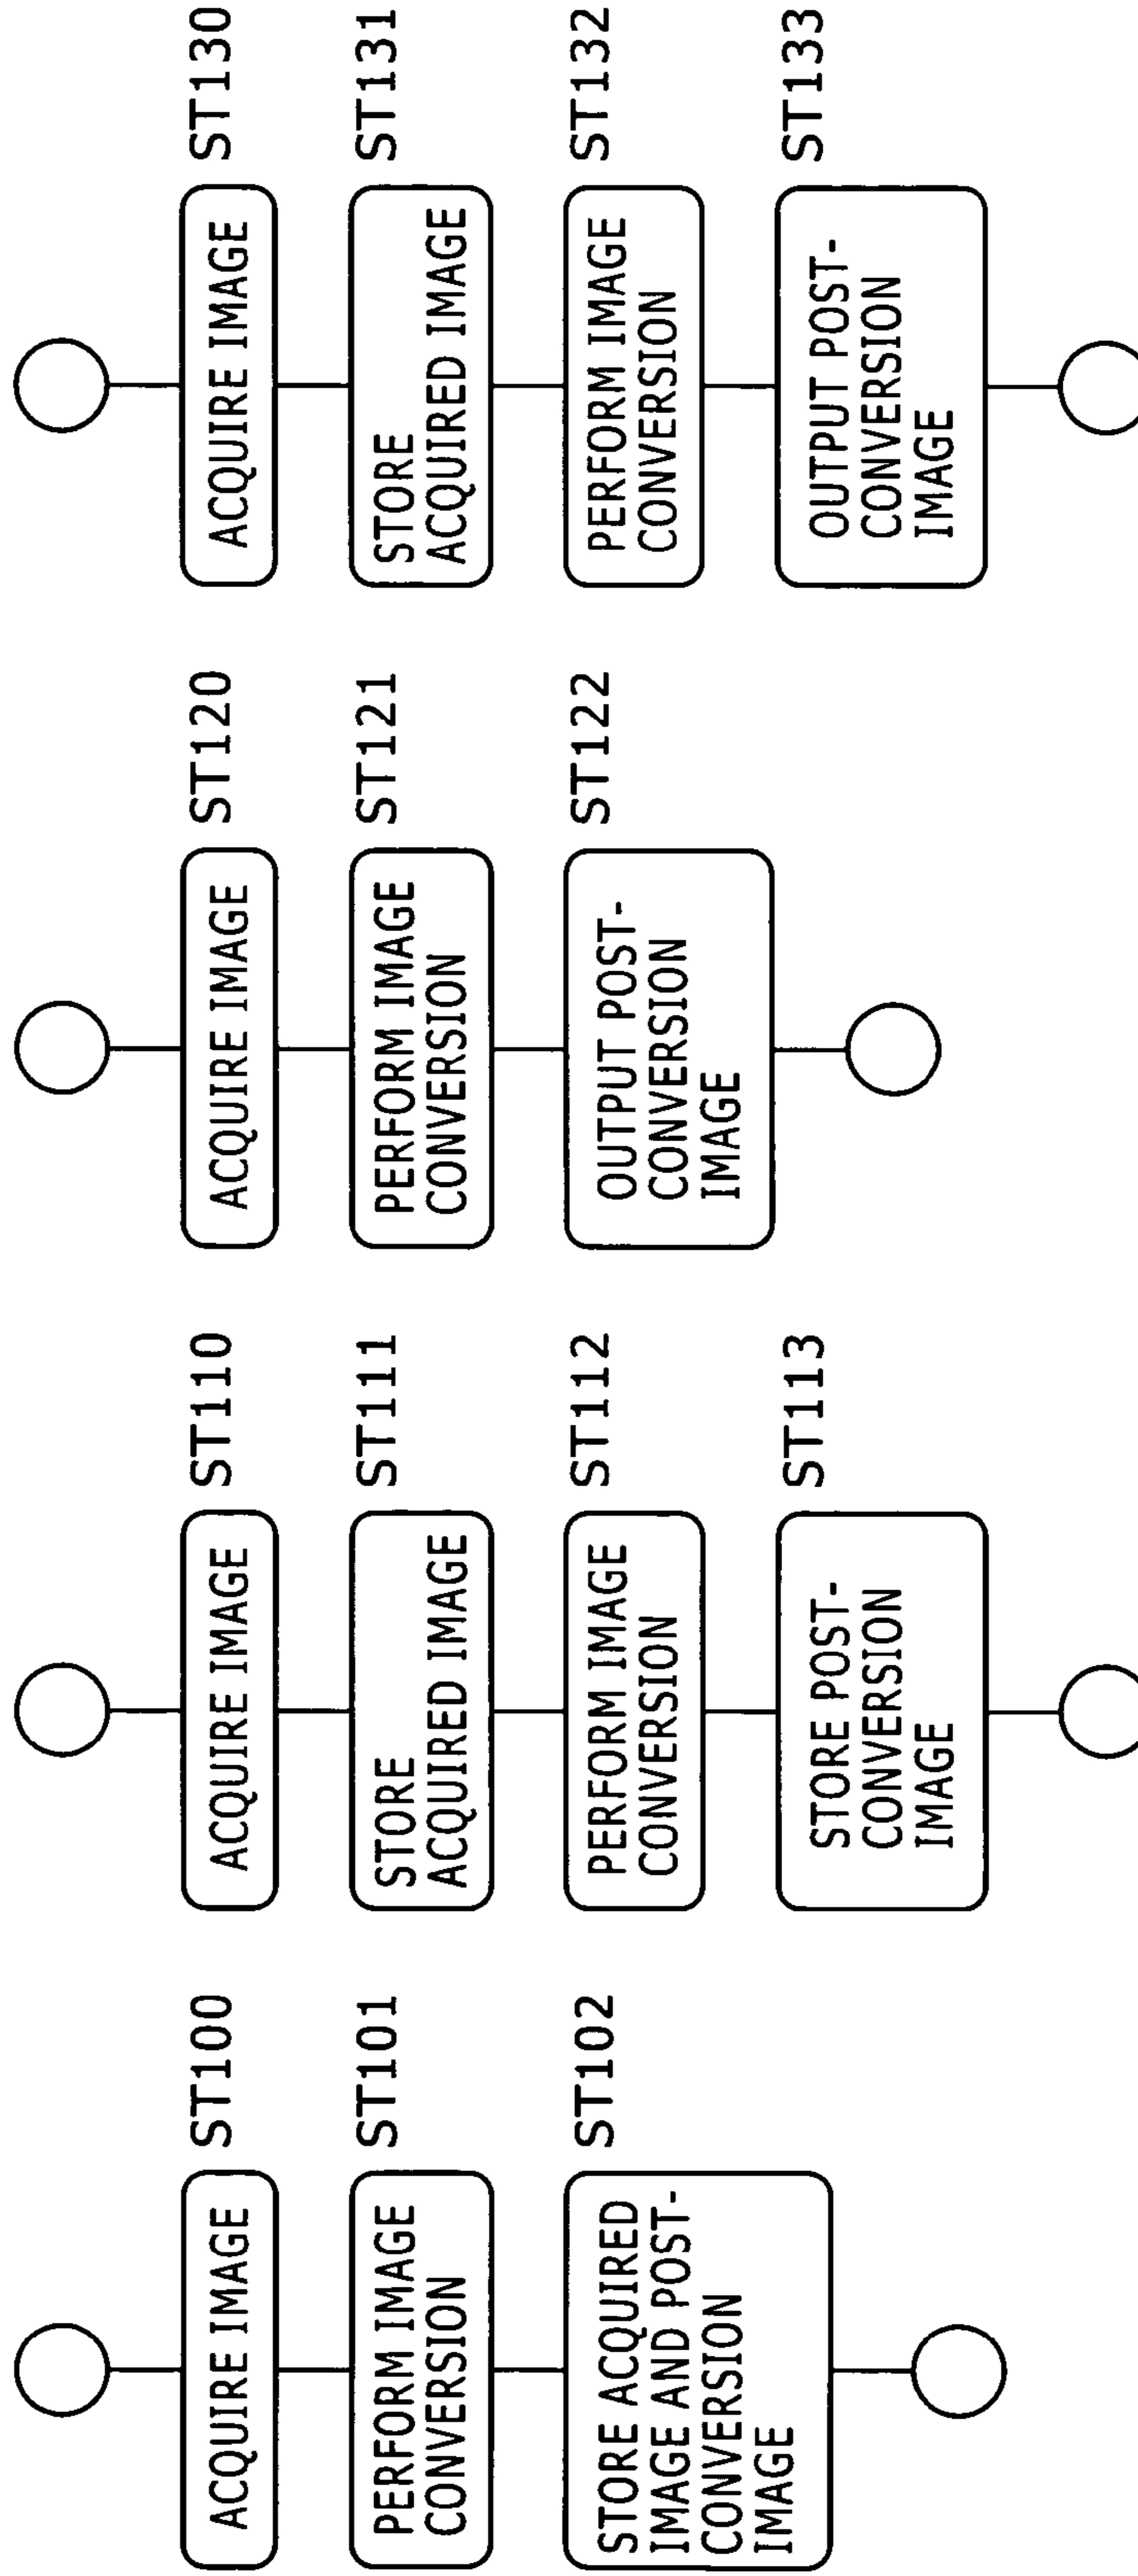 ACQUIRE IMAGE
ST100
PERFORM IMAGE
CONVERSION
ST101
STORE ACQUIRED
IMAGE AND POST-
CONVERSION
IMAGE
ST102
ACQUIRE IMAGE
ST110
STORE
ACQUIRED IMAGE
ST111
PERFORM IMAGE
CONVERSION
ST112
STORE POST-
CONVERSION
IMAGE
ST113
ACQUIRE IMAGE
ST120
PERFORM IMAGE
CONVERSION
ST121
OUTPUT POST-
CONVERSION
IMAGE
ST122
ACQUIRE IMAGE
ST130
STORE
ACQUIRED IMAGE
ST131
PERFORM IMAGE
CONVERSION
ST132
OUTPUT POST-
CONVERSION
IMAGE
ST133